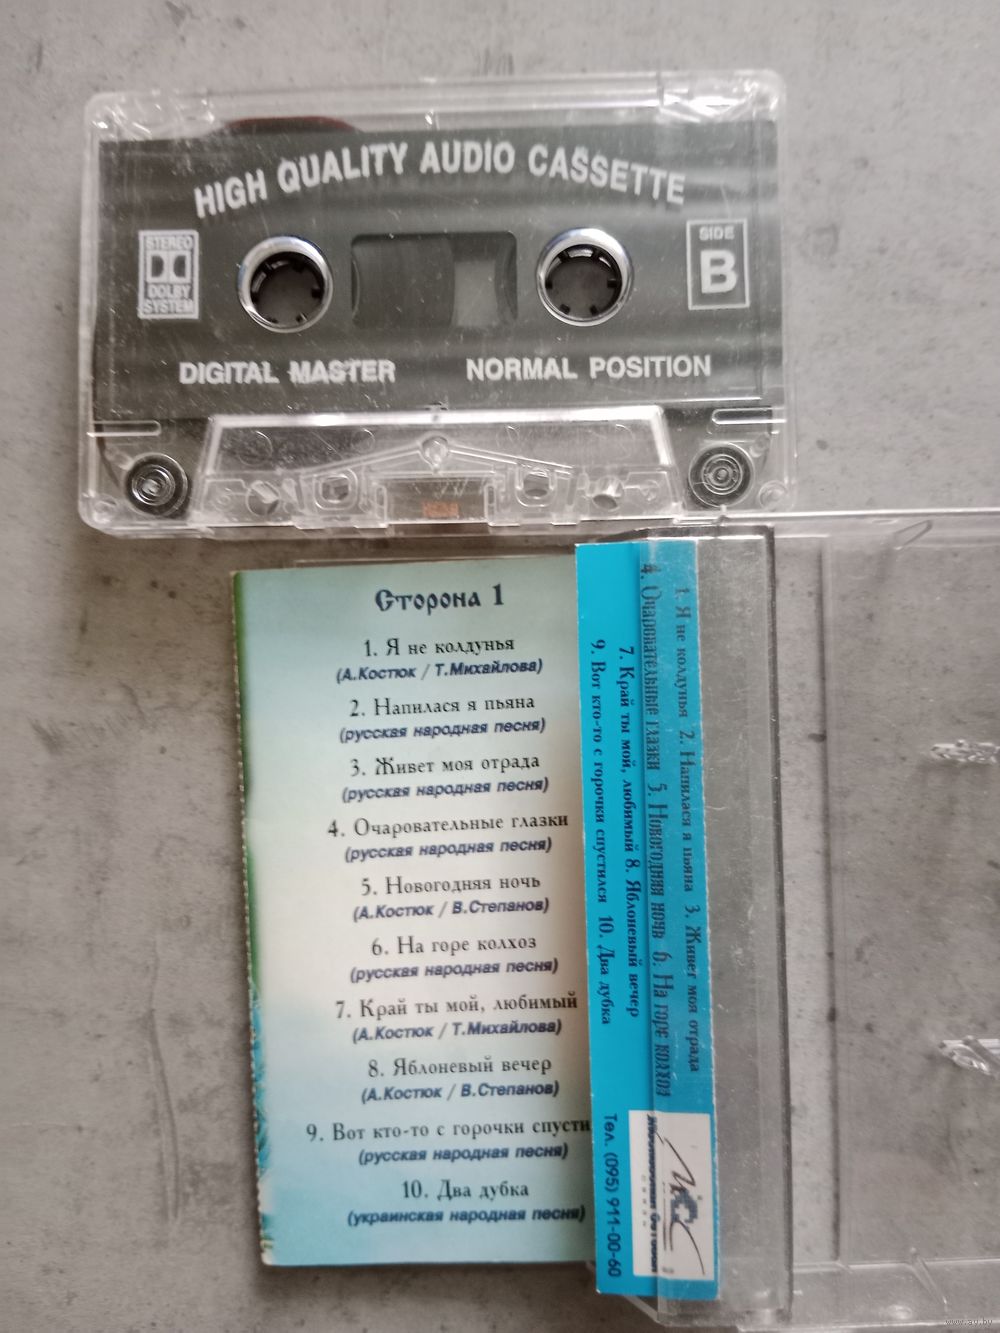 HIGH QUALITY AUDIO CASSETTE
STEREO
DOLBY
SYSTEM
SIDE
B
DIGITAL MASTER
NORMAL POSITION
Сторона 1
1. Я не колдунья
(А.Костюк / Т.Михайлова)
2. Напилася я пьяна
(русская народная песня)
3. Живет моя отрада
(русская народная песня)
4. Очаровательные глазки
(русская народная песня)
5. Новогодняя ночь
(А.Костюк / В.Степанов)
6. На горе колхоз
(русская народная песня)
7. Край ты мой, любимый
(А.Костюк / Т.Михайлова)
8. Яблоневый вечер
(А.Костюк / В.Степанов)
9. Вот кто-то с горочки спусти
(русская народная песня)
10. Два дубка
(украинская народная песня)
1. Я не колдунья 2. Напилася я пьяна 3. Живет моя отрада
4. Очаровательные глазки 5. Новогодняя ночь 6. На горе колхоз
7. Край ты мой, любимый 8. Яблоневый вечер
9. Вот кто-то с горочки спустился 10. Два дубка
Тел. (095) 911-00-60